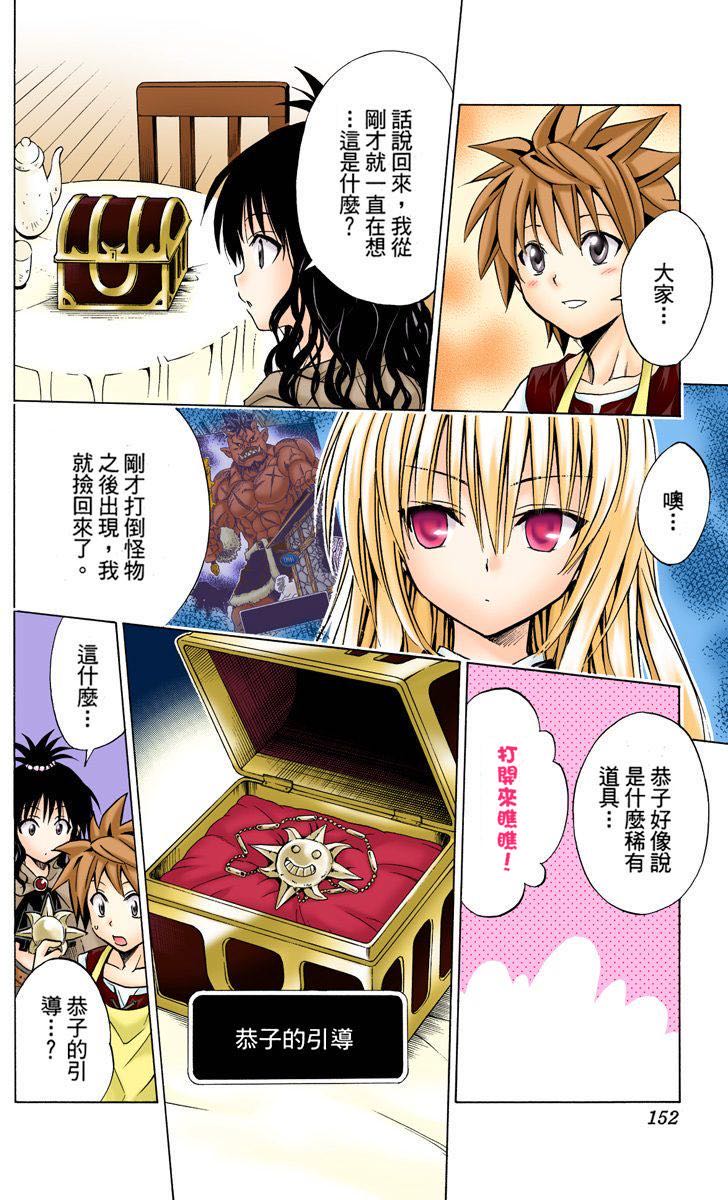 大家…
話說回來，我從
剛才就一直在想
…這是什麼？
噢…
剛才打倒怪物
之後出現，我
就撿回來了。
恭子好像說
是什麼稀有
道具…
打開來瞧瞧！
恭子的引導
這什麼…
恭子的引
導…？
152